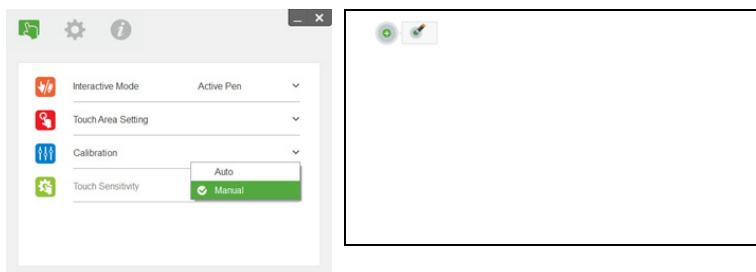 Interactive Mode Active Pen
Touch Area Setting
Calibration
Auto
Touch Sensitivity Manual